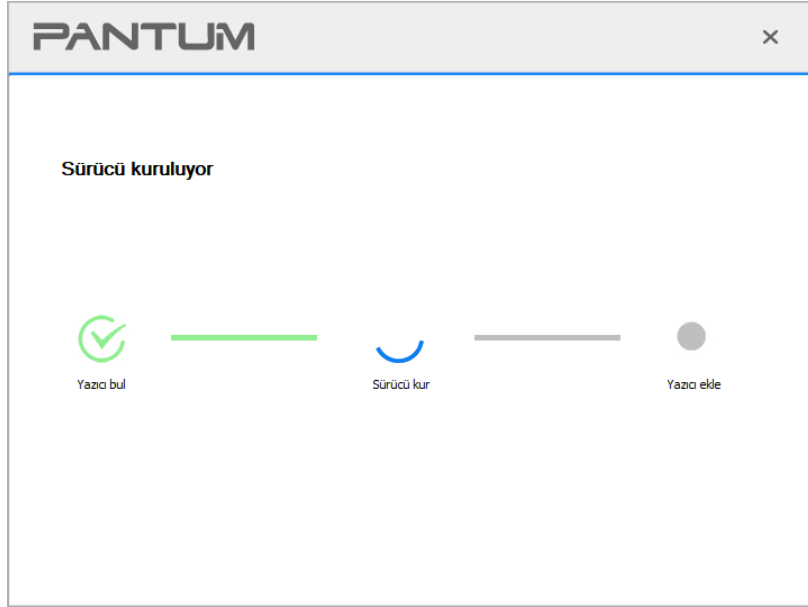 PANTUM
Sürücü kuruluyor
Yazıcı bul
Sürücü kur
Yazıcı ekle